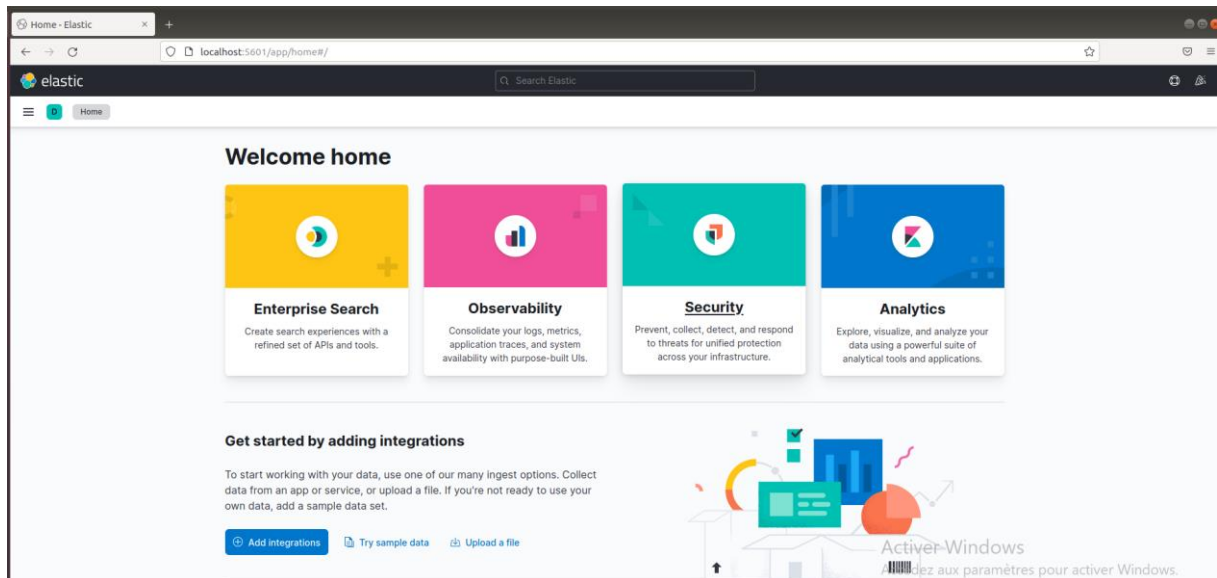 Home - Elastic
localhost:5601/app/home#/
elastic
Search Elastic
D
Home
Welcome home
Enterprise Search
Create search experiences with a
refined set of APIs and tools.
Observability
Consolidate your logs, metrics,
application traces, and system
availability with purpose-built UIs.
Security
Prevent, collect, detect, and respond
to threats for unified protection
across your infrastructure.
Analytics
Explore, visualize, and analyze your
data using a powerful suite of
analytical tools and applications.
Get started by adding integrations
To start working with your data, use one of our many ingest options. Collect
data from an app or service, or upload a file. If you're not ready to use your
own data, add a sample data set.
Add integrations
Try sample data
Upload a file
Activer Windows
aux paramètres pour activer Windows.